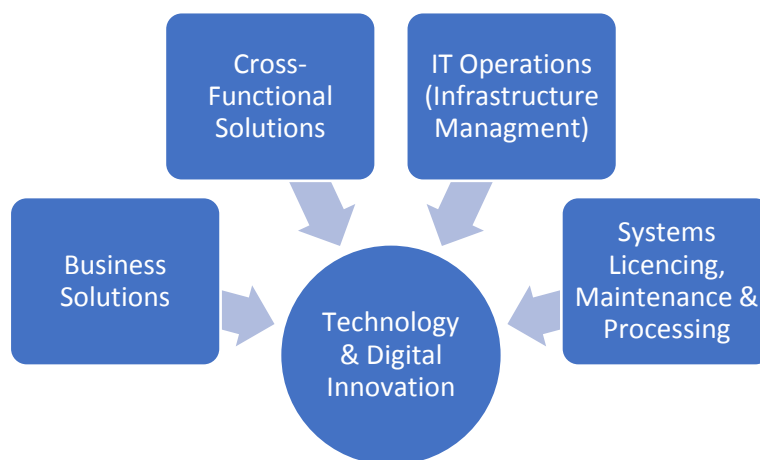 Cross-
Functional
Solutions
IT Operations
(Infrastructure
Managment)
Business
Solutions
Systems
Licencing,
Maintenance &
Processing
Technology
& Digital
Innovation